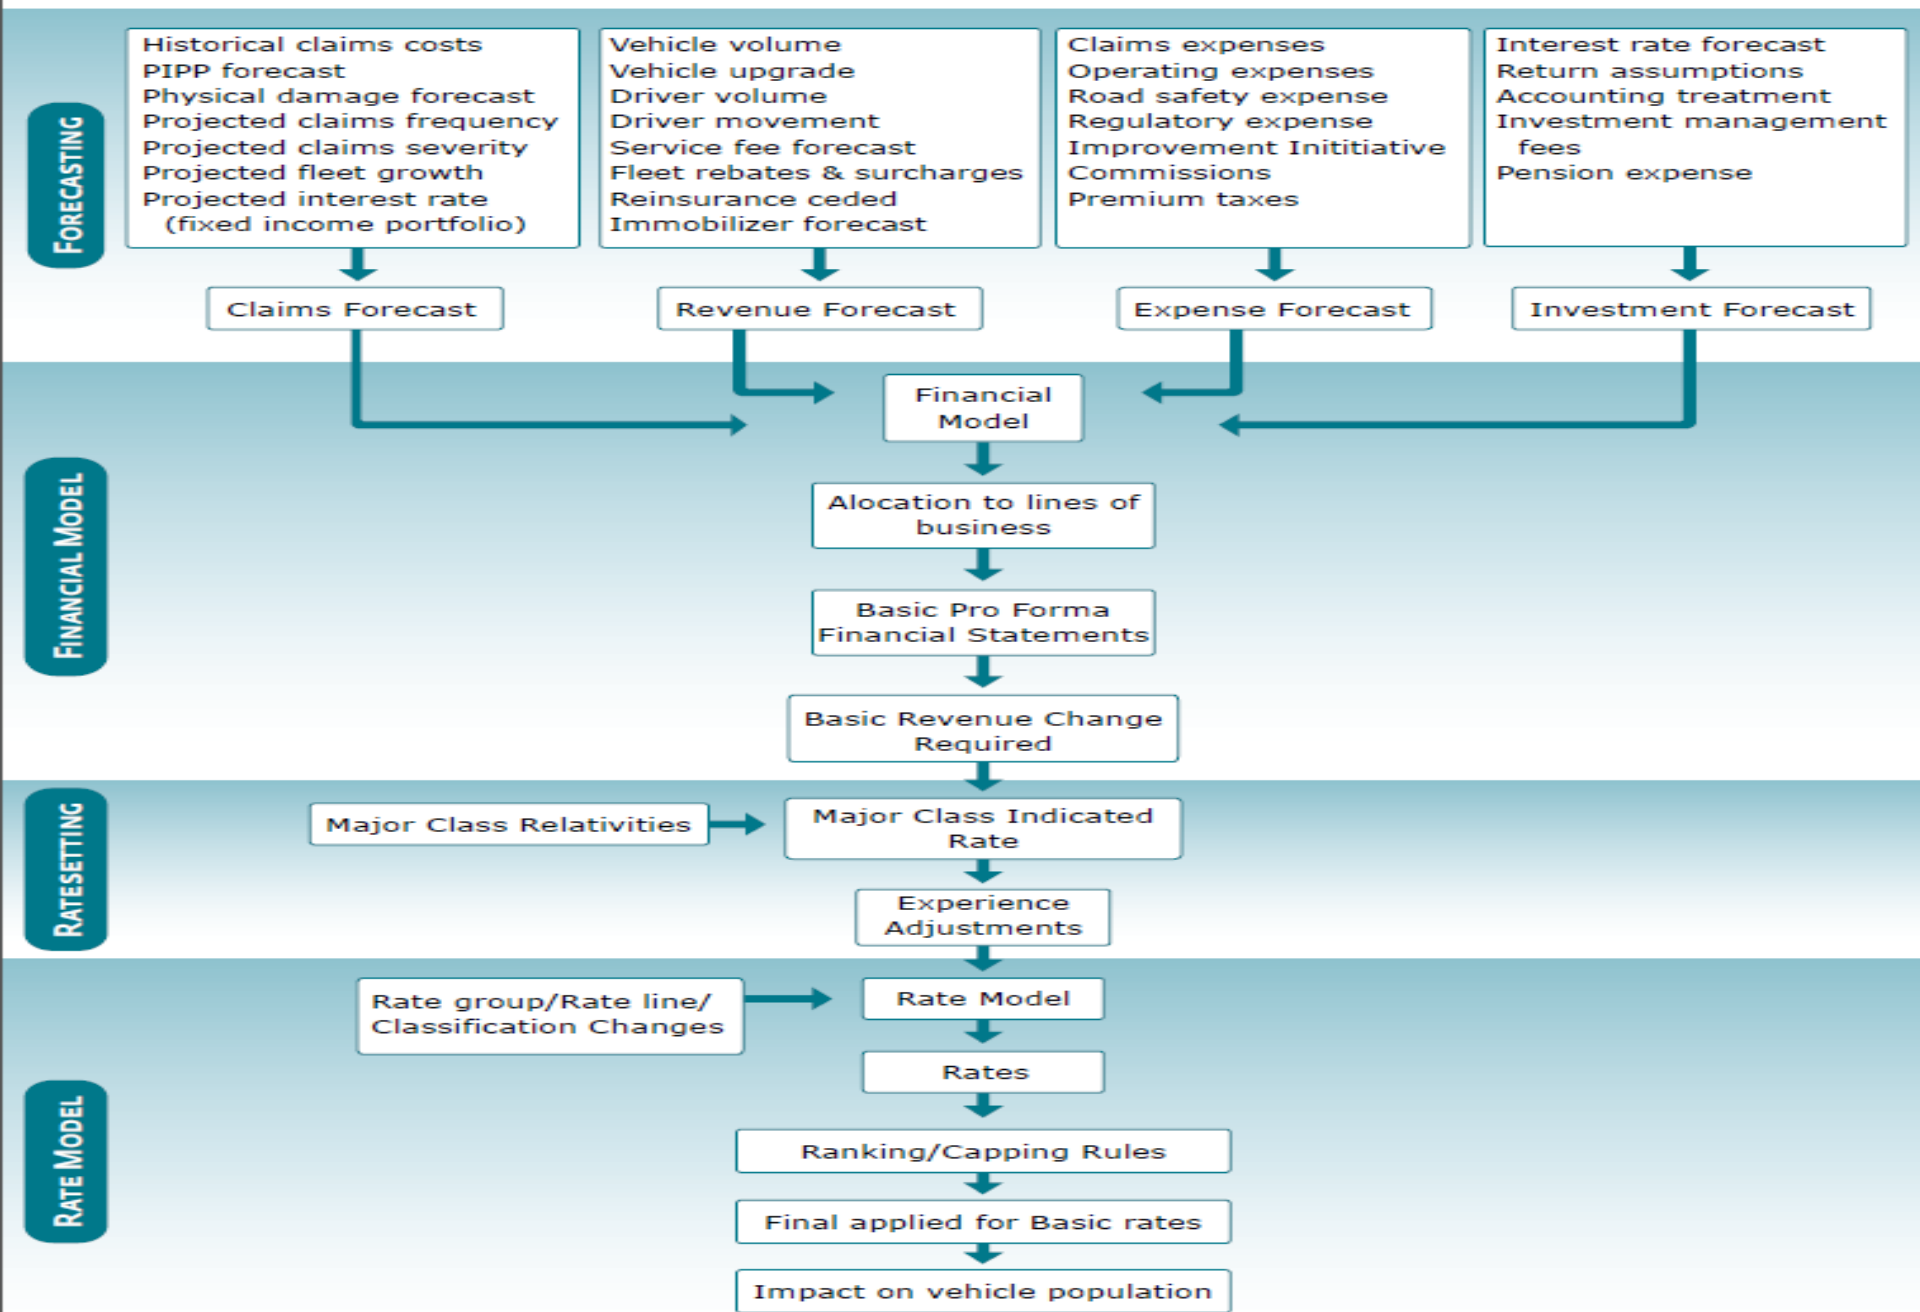 FORECASTING
Historical claims costs
PIPP forecast
Physical damage forecast
Projected claims frequency
Projected claims severity
Projected fleet growth
Projected interest rate
(fixed income portfolio)
Vehicle volume
Vehicle upgrade
Driver volume
Driver movement
Service fee forecast
Fleet rebates & surcharges
Reinsurance ceded
Immobilizer forecast
Claims expenses
Operating expenses
Road safety expense
Regulatory expense
Improvement Inititiative
Commissions
Premium taxes
Interest rate forecast
Return assumptions
Accounting treatment
Investment management
fees
Pension expense
Claims Forecast
Revenue Forecast
Expense Forecast
Investment Forecast
FINANCIAL MODEL
Financial
Model
Alocation to lines of
business
Basic Pro Forma
Financial Statements
Basic Revenue Change
Required
RATESETTING
Major Class Relativities
Major Class Indicated
Rate
Experience
Adjustments
RATE MODEL
Rate group/Rate line/
Classification Changes
Rate Model
Rates
Ranking/Capping Rules
Final applied for Basic rates
Impact on vehicle population